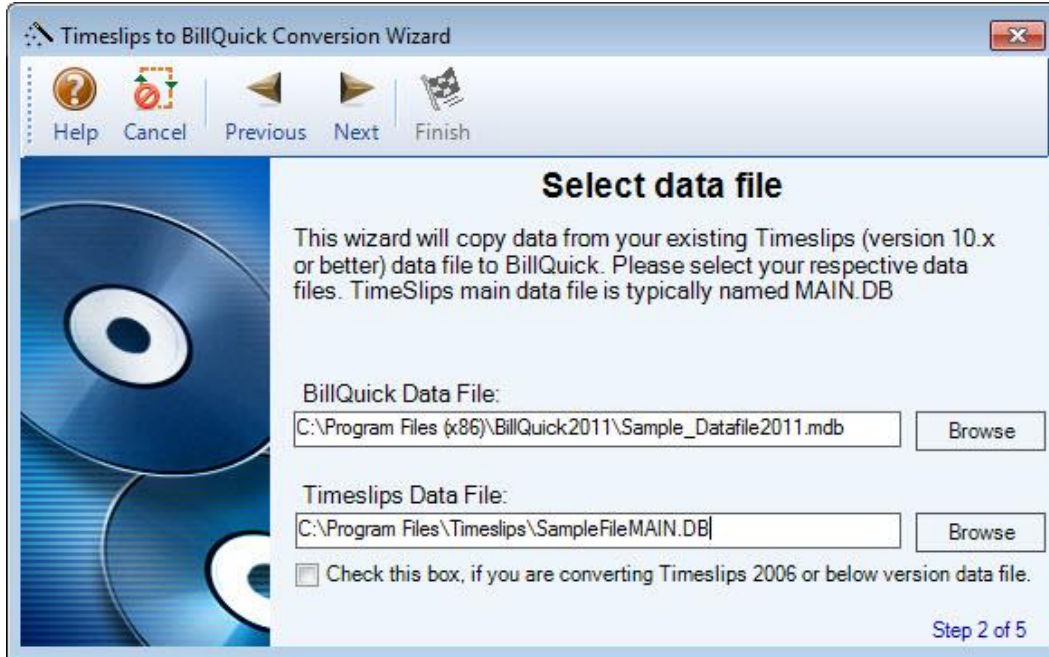 Timeslips to BillQuick Conversion Wizard
Help Cancel Previous Next Finish
Select data file
This wizard will copy data from your existing Timeslips (version 10.x
or better) data file to BillQuick. Please select your respective data
files. TimeSlips main data file is typically named MAIN.DB
BillQuick Data File:
C:\Program Files (x86)\BillQuick2011\Sample_Datafile2011.mdb Browse
Timeslips Data File:
C:\Program Files\Timeslips\SampleFileMAIN.DB Browse
Check this box, if you are converting Timeslips 2006 or below version data file.
Step 2 of 5